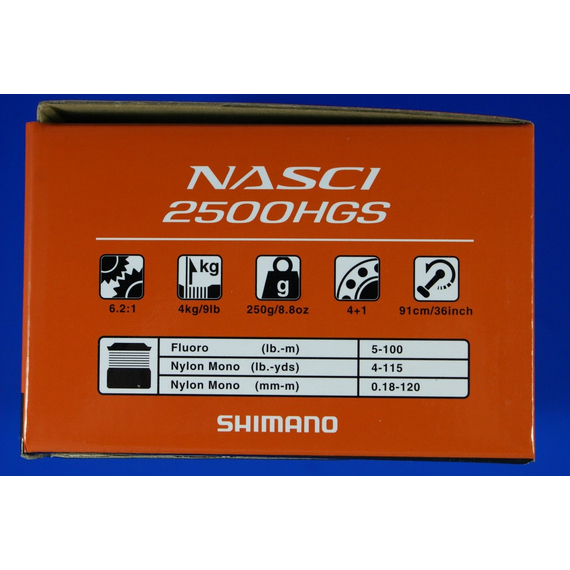 NASCI
2500HGS
kg
g
6.2:1 4kg/9lb 250g/8.8oz 4+1 91cm/36inch
Fluoro (lb.-m) 5-100
Nylon Mono (lb.-yds) 4-115
Nylon Mono (mm-m) 0.18-120
SHIMANO